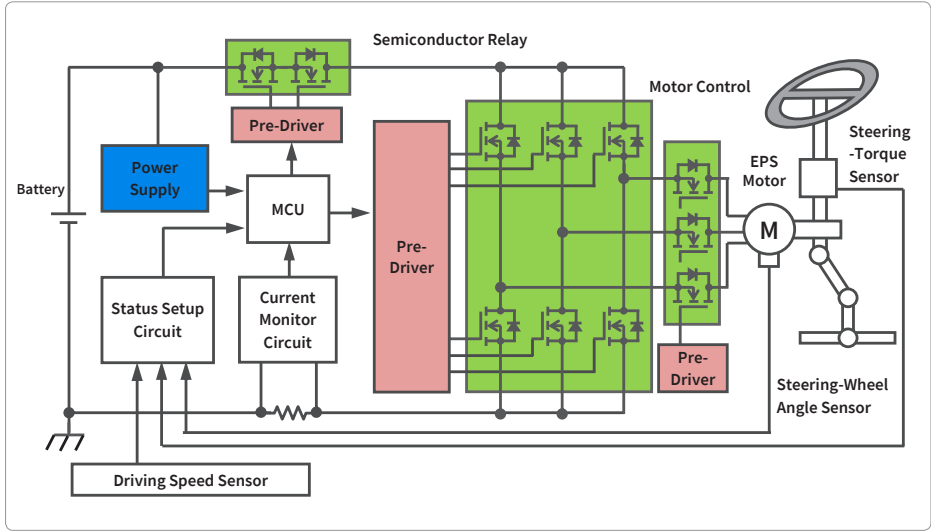 Semiconductor Relay
Motor Control
Pre-Driver
Steering
-Torque
Sensor
EPS
Motor
Power
Supply
Battery
MCU
M
Pre-
Driver
Status Setup
Circuit
Current
Monitor
Circuit
Pre-
Driver
Steering-Wheel
Angle Sensor
Driving Speed Sensor